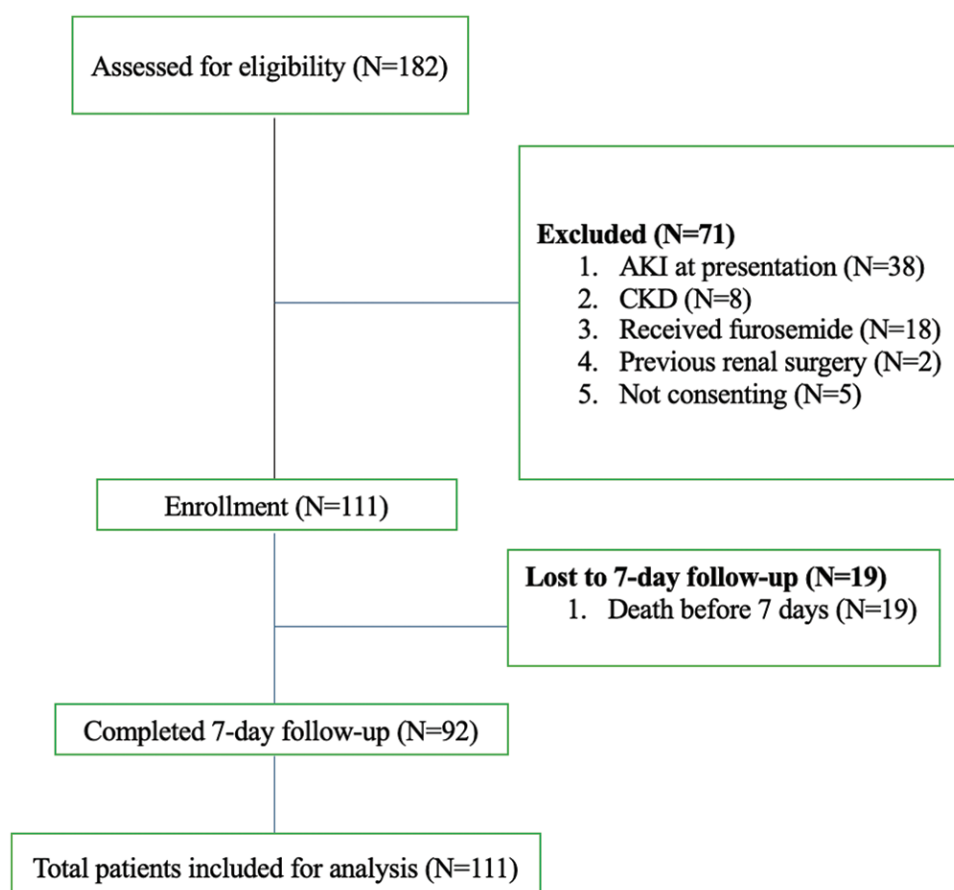 Assessed for eligibility (N=182)
Excluded (N=71)
1. AKI at presentation (N=38)
2. CKD (N=8)
3. Received furosemide (N=18)
4. Previous renal surgery (N=2)
5. Not consenting (N=5)
Enrollment (N=111)
Lost to 7-day follow-up (N=19)
1. Death before 7 days (N=19)
Completed 7-day follow-up (N=92)
Total patients included for analysis (N=111)